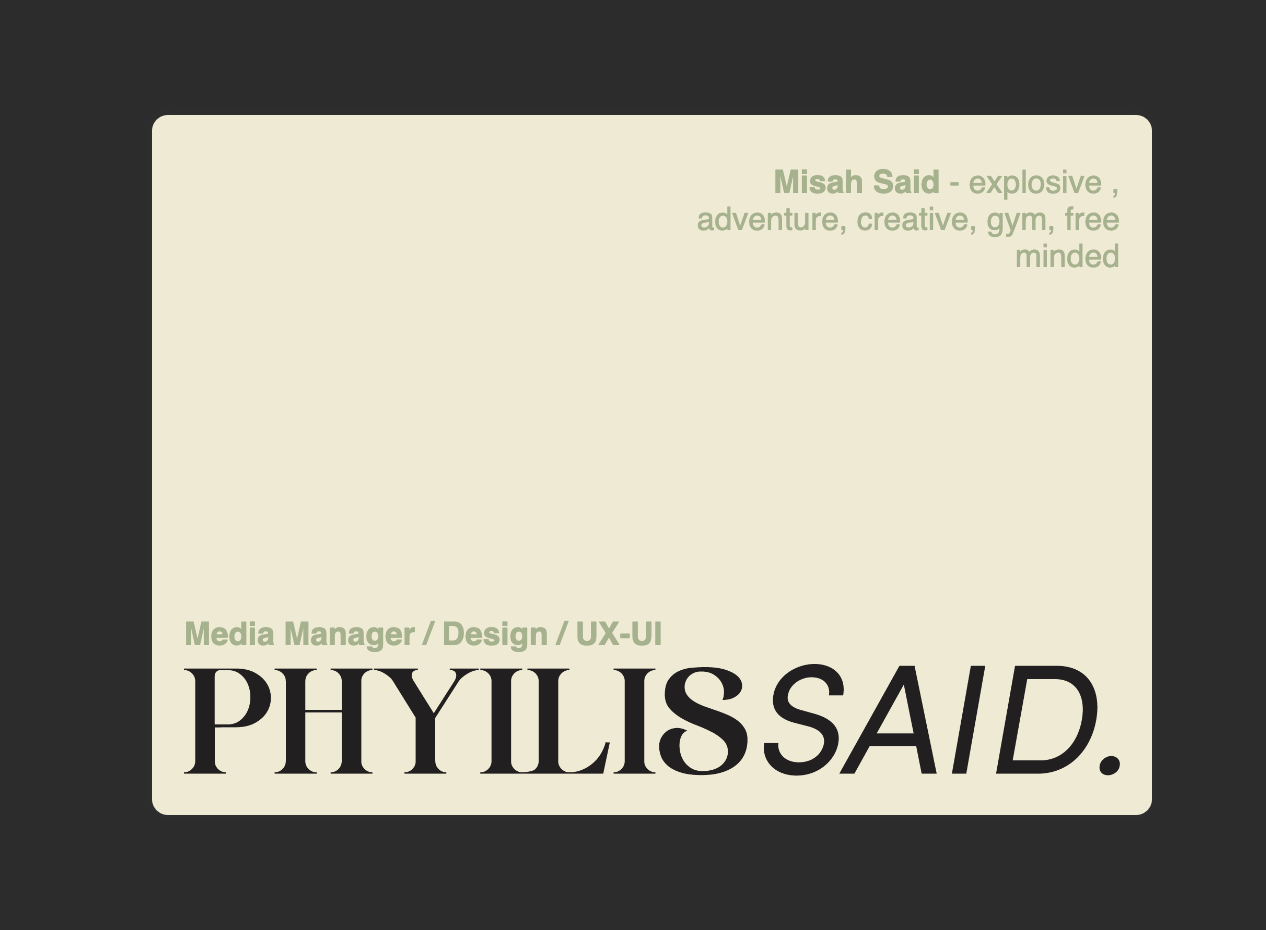 Misah Said - explosive ,
adventure, creative, gym, free
minded
Media Manager / Design / UX-UI
PHYILIS SAID.